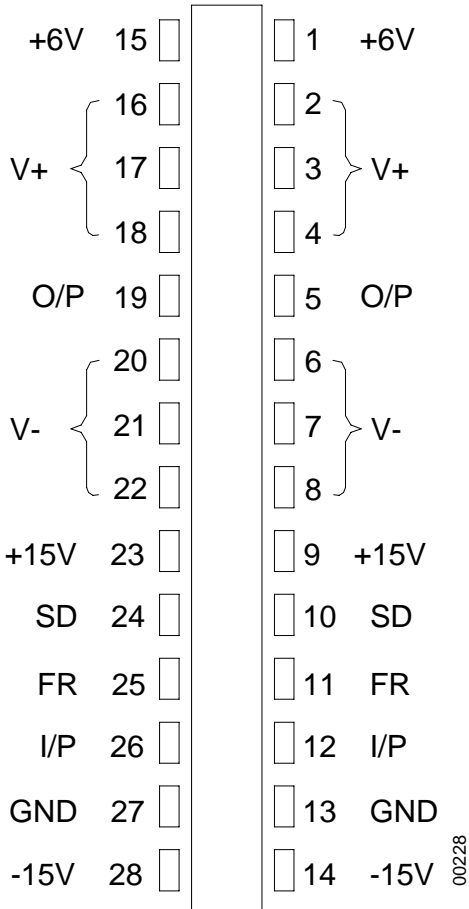 +6V 15 1 +6V
16 2
V+ 17 3 V+
18 4
O/P 19 5 O/P
20 6
V- 21 7 V-
22 8
+15V 23 9 +15V
SD 24 10 SD
FR 25 11 FR
I/P 26 12 I/P
GND 27 13 GND
-15V 28 14 -15V
00228